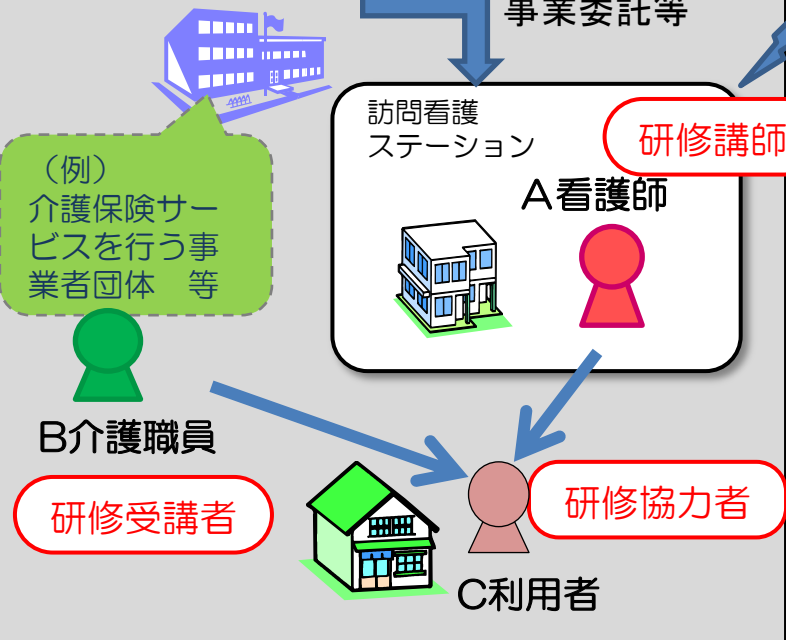 事業委託等
訪問看護
ステーション
研修講師
A看護師
(例)
介護保険サー
ビスを行う事
業者団体 等
B介護職員
研修受講者
研修協力者
C利用者